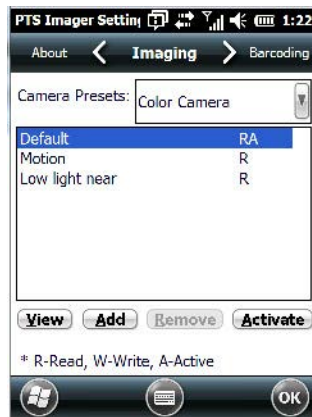 PTS Imager Settin 1:22
About Imaging Barcoding
Camera Presets: Color Camera
Default RA
Motion R
Low light near R
View Add Remove Activate
* R-Read, W-Write, A-Active
OK